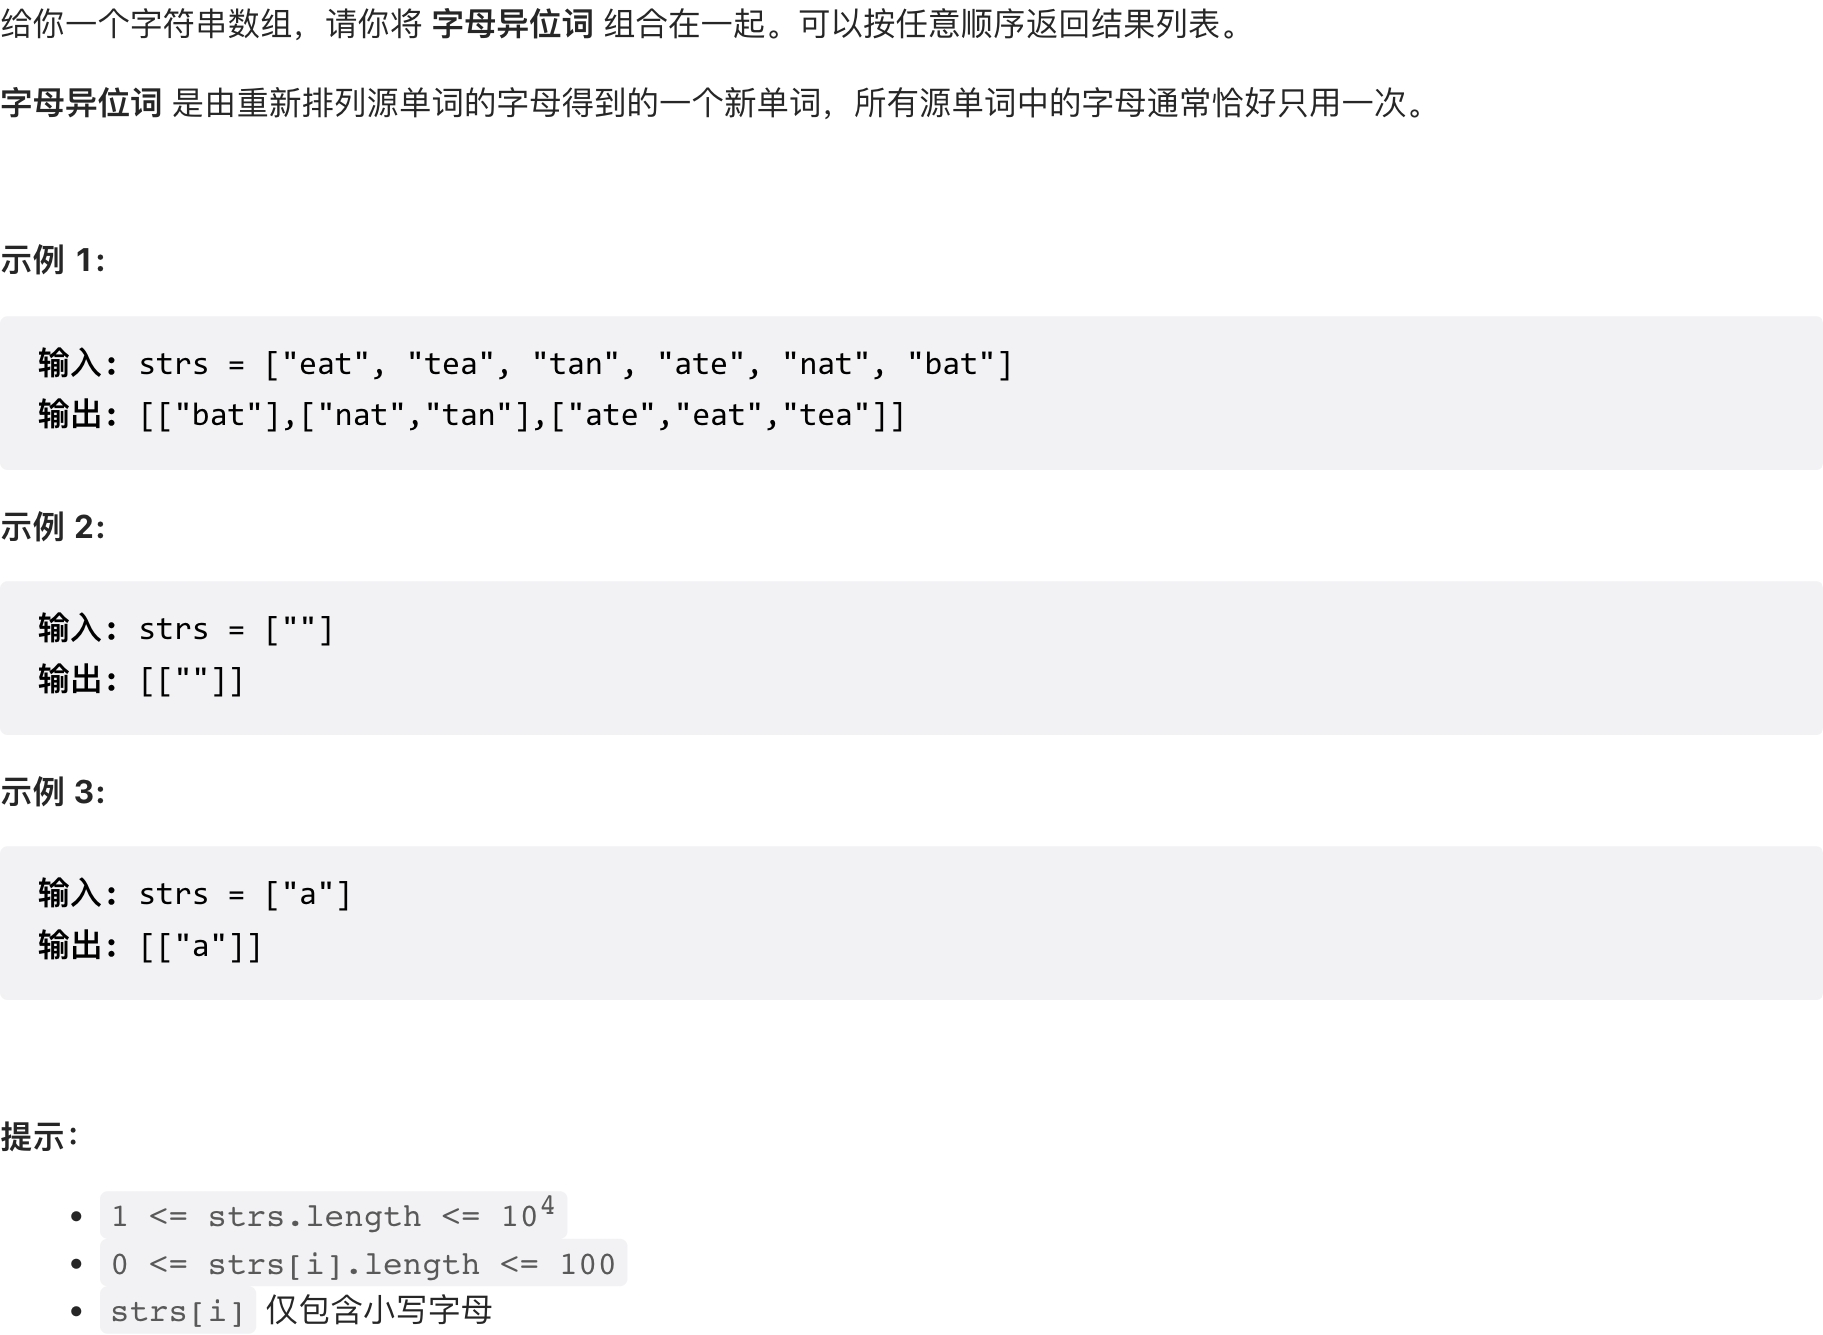 给你一个字符串数组，请你将 字母异位词 组合在一起。可以按任意顺序返回结果列表。
字母异位词 是由重新排列源单词的字母得到的一个新单词，所有源单词中的字母通常恰好只用一次。
示例 1:
输入: strs = ["eat", "tea", "tan", "ate", "nat", "bat"]
输出: [["bat"],["nat","tan"],["ate","eat","tea"]]
示例 2:
输入: strs = [""]
输出: [[""]]
示例 3:
输入: strs = ["a"]
输出: [["a"]]
提示：
• 1 <= strs.length <= 10⁴
• 0 <= strs[i].length <= 100
• strs[i] 仅包含小写字母